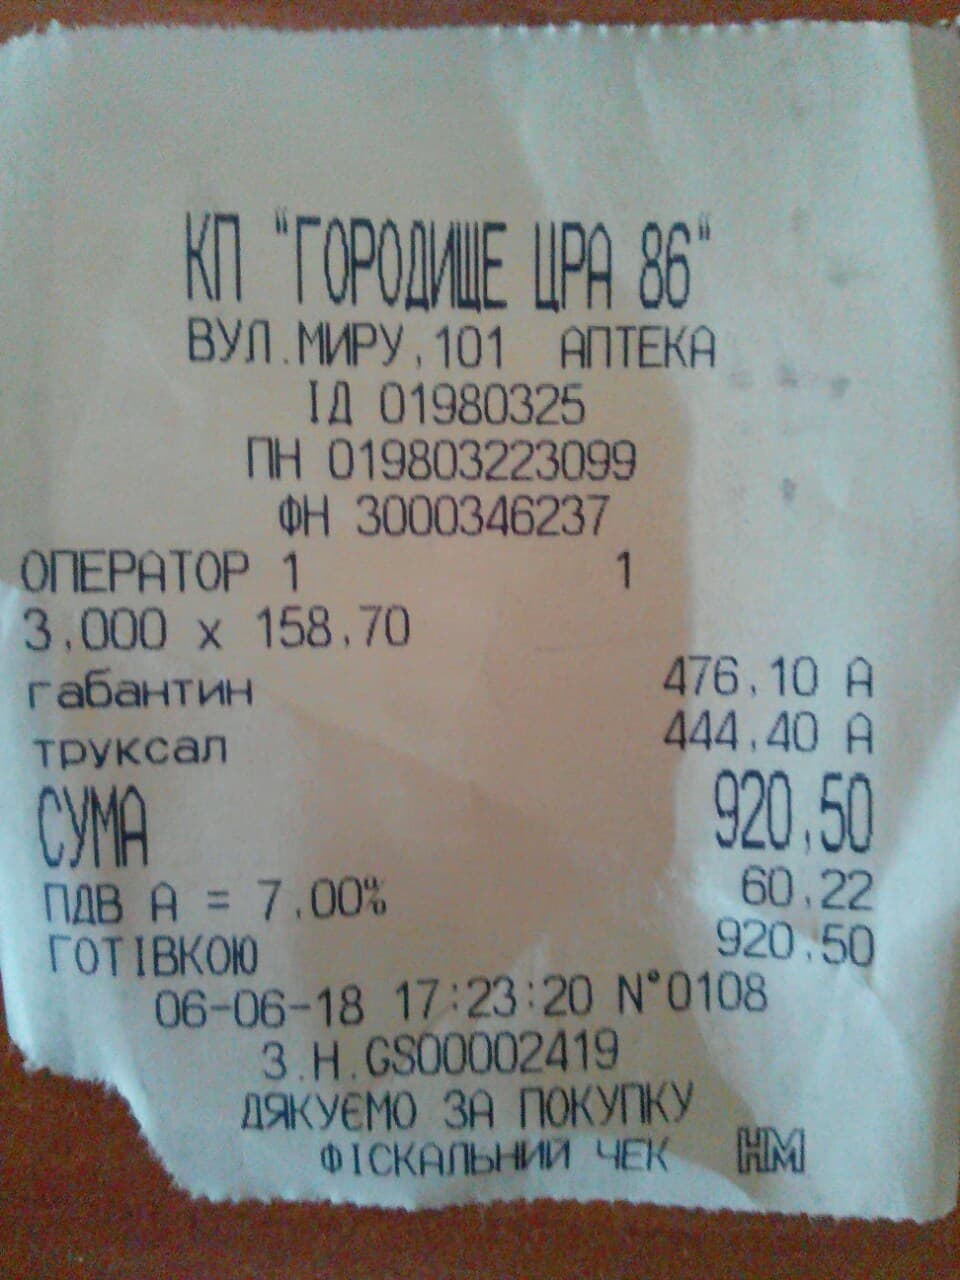 КП "ГОРОДИЩЕ ЦРА 86"
ВУЛ.МИРУ,101 АПТЕКА
ІД 01980325
ПН 019803223099
ФН 3000346237
ОПЕРАТОР 1 1
3.000 х 158.70
габантин 476.10 А
труксал 444.40 А
СУМА 920.50
ПДВ А = 7.00% 60.22
ГОТІВКОЮ 920.50
06-06-18 17:23:20 N°0108
З.Н.GS00002419
ДЯКУЄМО ЗА ПОКУПКУ
ФІСКАЛЬНИЙ ЧЕК НМ